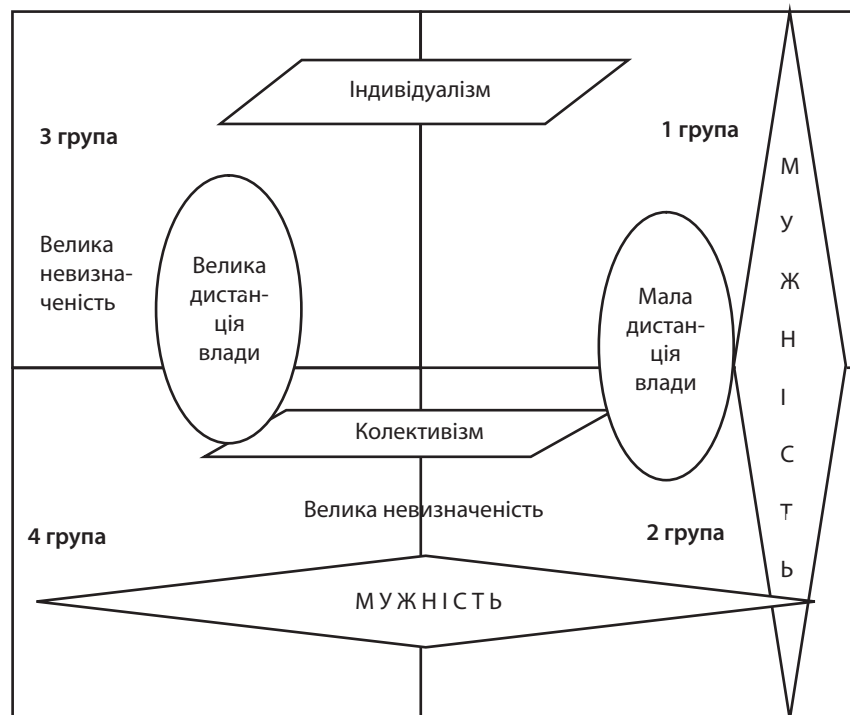 Індивідуалізм
3 група
1 група
Велика
невизна-
ченість
Велика
дистан-
ція
влади
Мала
дистан-
ція
влади
М
У
Ж
Н
І
С
Т
Ь
Колективізм
Велика невизначеність
4 група
2 група
МУЖНІСТЬ